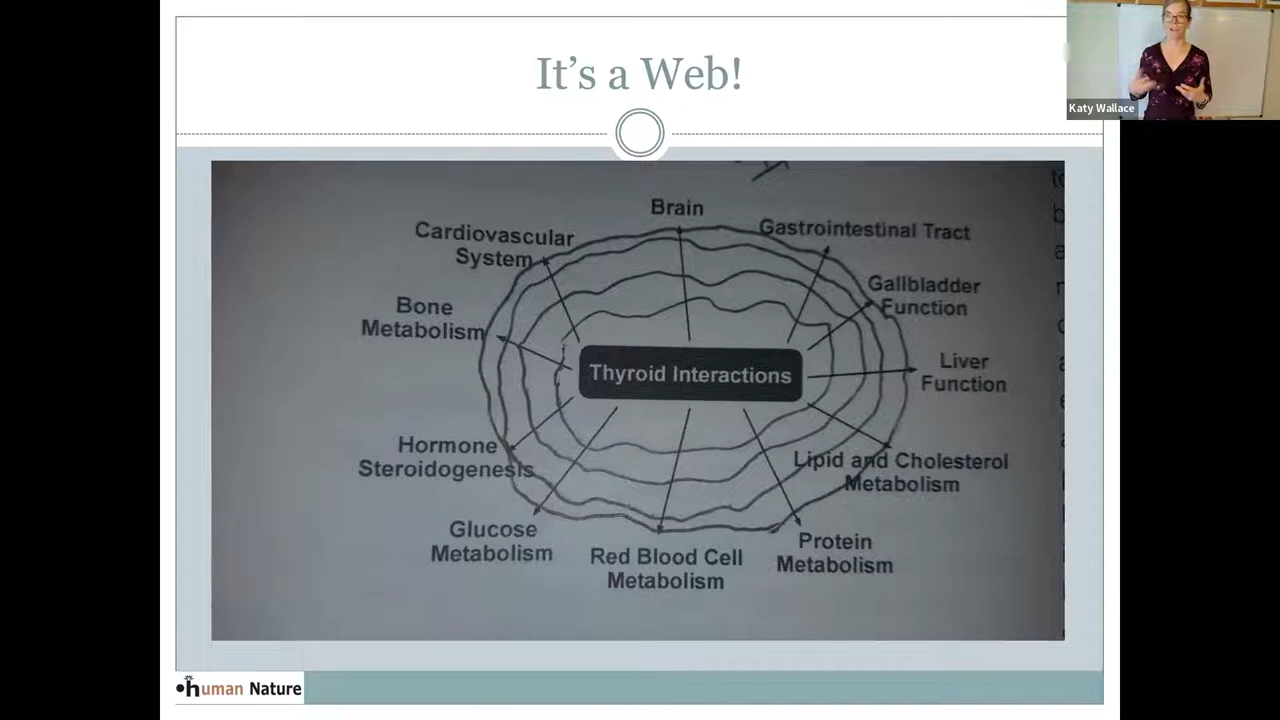 It's a Web!
Katy Wallace
Brain
Cardiovascular
System
Gastrointestinal Tract
Bone
Metabolism
Gallbladder
Function
Thyroid Interactions
Liver
Function
Hormone
Steroidogenesis
Lipid and Cholesterol
Metabolism
Glucose
Metabolism
Red Blood Cell
Metabolism
Protein
Metabolism
human Nature